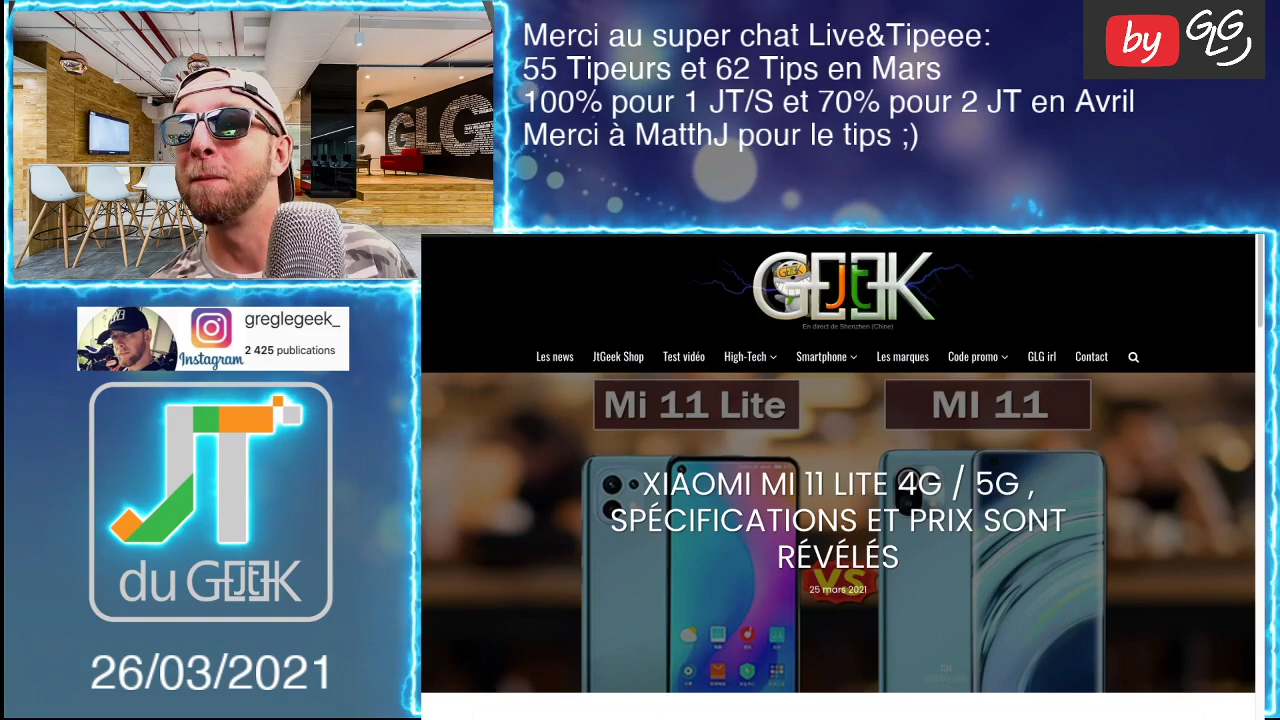 Merci au super chat Live&Tipeee:
55 Tipeurs et 62 Tips en Mars
100% pour 1 JT/S et 70% pour 2 JT en Avril
Merci à MatthJ pour le tips ;)
by GLG
GLG
greglegeek_
Instagram
2 425 publications
JT
du GEEK
26/03/2021
GEEK jt
En direct de Shenzhen (Chine)
Les news JtGeek Shop Test vidéo High-Tech Smartphone Les marques Code promo GLG irl Contact
Mi 11 Lite MI 11
XIAOMI MI 11 LITE 4G / 5G ,
SPÉCIFICATIONS ET PRIX SONT
RÉVÉLÉS
VS
25 mars 2021